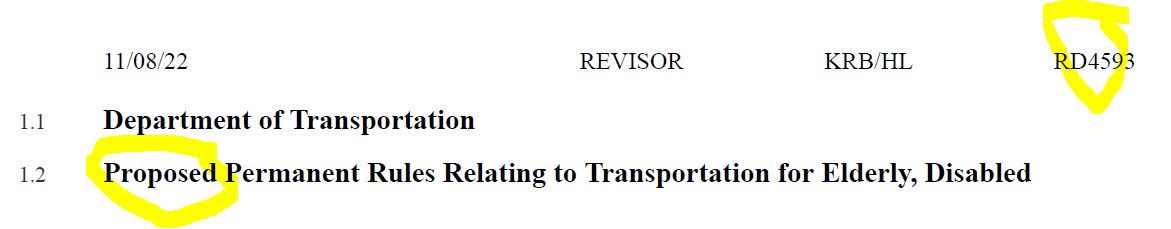 11/08/22 REVISOR KRB/HL RD4593
1.1 Department of Transportation
1.2 Proposed Permanent Rules Relating to Transportation for Elderly, Disabled